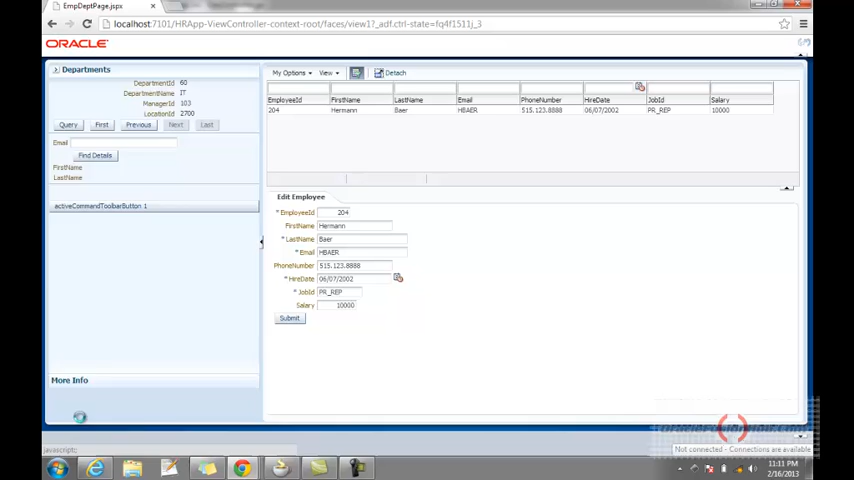 EmpDeptPage.jspx
localhost:7101/HRApp-ViewController-context-root/faces/view1?_adf.ctrl-state=fq4f1511j_3
ORACLE
Departments
DepartmentId 60
DepartmentName IT
ManagerId 103
LocationId 2700
Query First Previous Next Last
Email
Find Details
FirstName
LastName
activeCommandToolbarButton 1
More Info
My Options View Detach
EmployeeId FirstName LastName Email PhoneNumber HireDate JobId Salary
204 Hermann Baer HBAER 515.123.8888 06/07/2002 PR_REP 10000
Edit Employee
* EmployeeId 204
FirstName Hermann
* LastName Baer
* Email HBAER
PhoneNumber 515.123.8888
* HireDate 06/07/2002
* JobId PR_REP
Salary 10000
Submit
Not connected - Connections are available
javascript:;
11:11 PM
2/16/2013